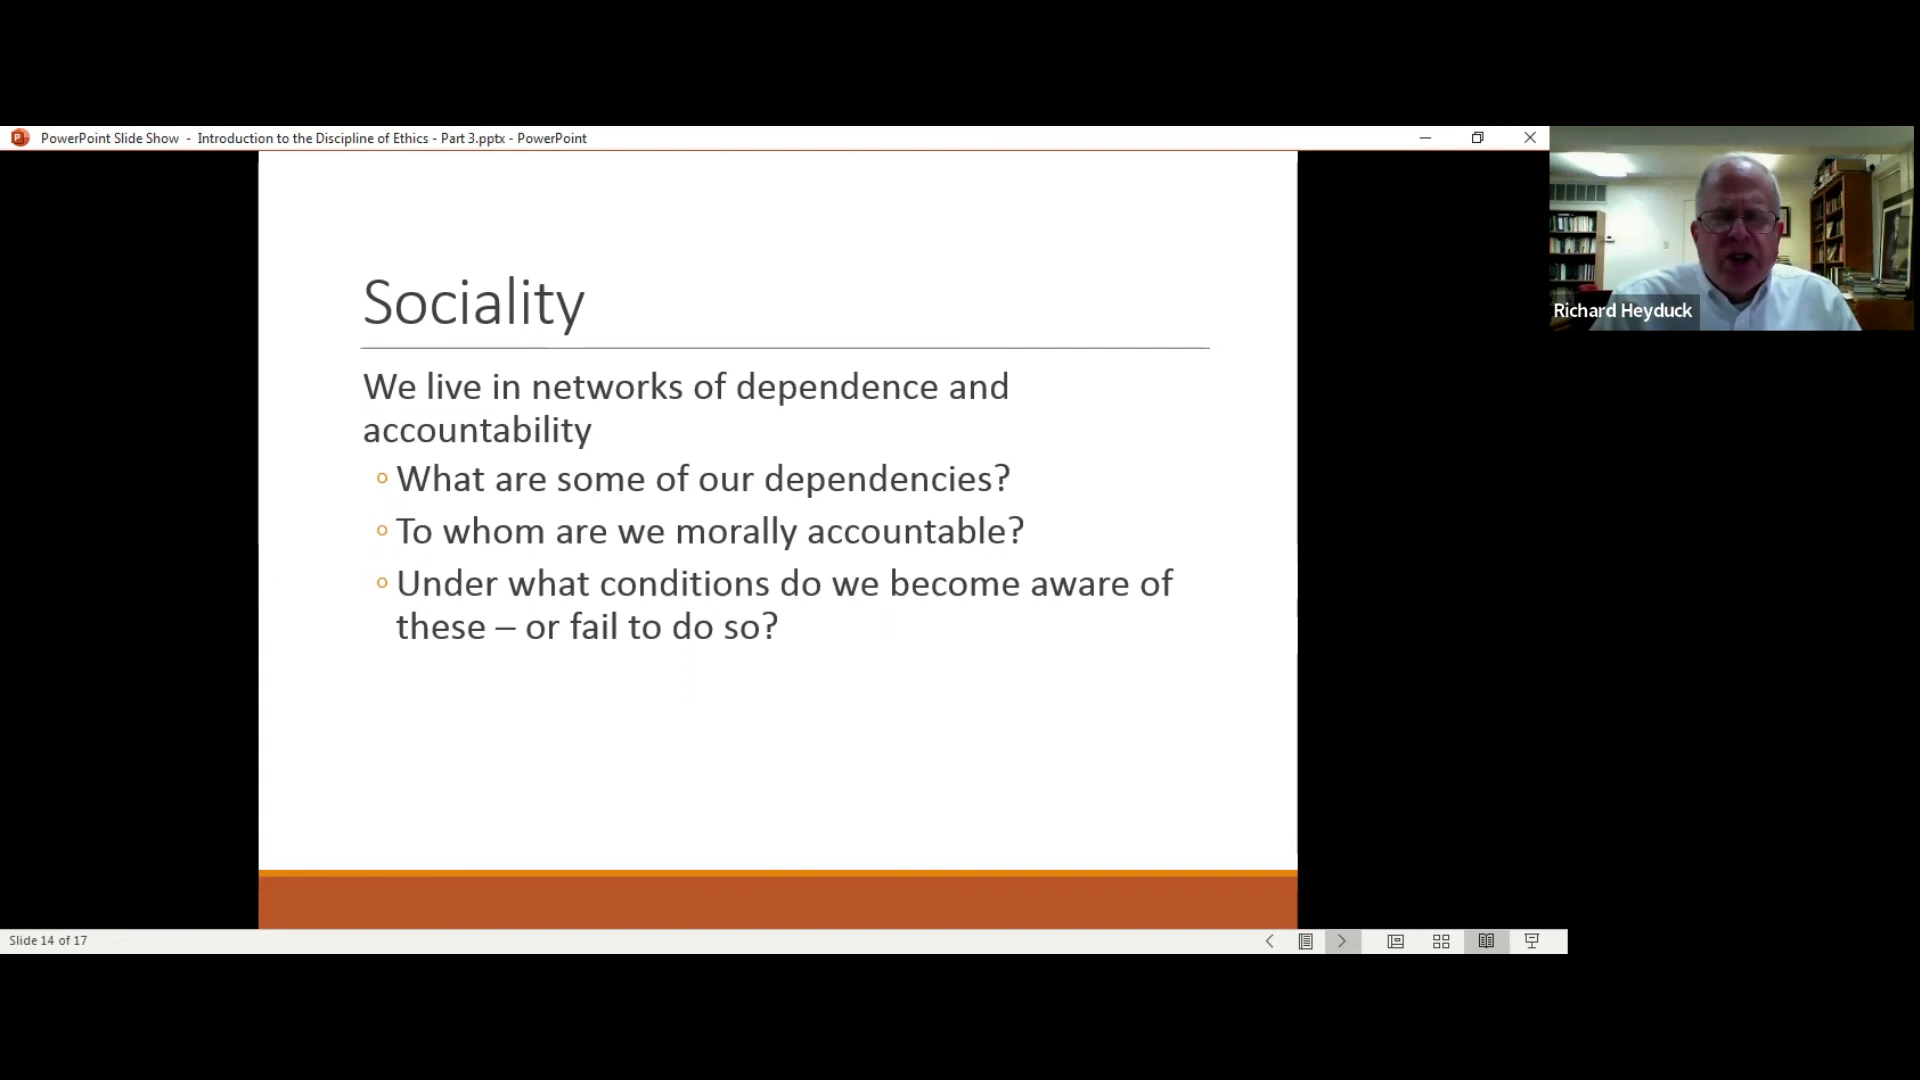 PowerPoint Slide Show - Introduction to the Discipline of Ethics - Part 3.pptx - PowerPoint
Richard Heyduck
Sociality
We live in networks of dependence and
accountability
What are some of our dependencies?
To whom are we morally accountable?
Under what conditions do we become aware of
these – or fail to do so?
Slide 14 of 17